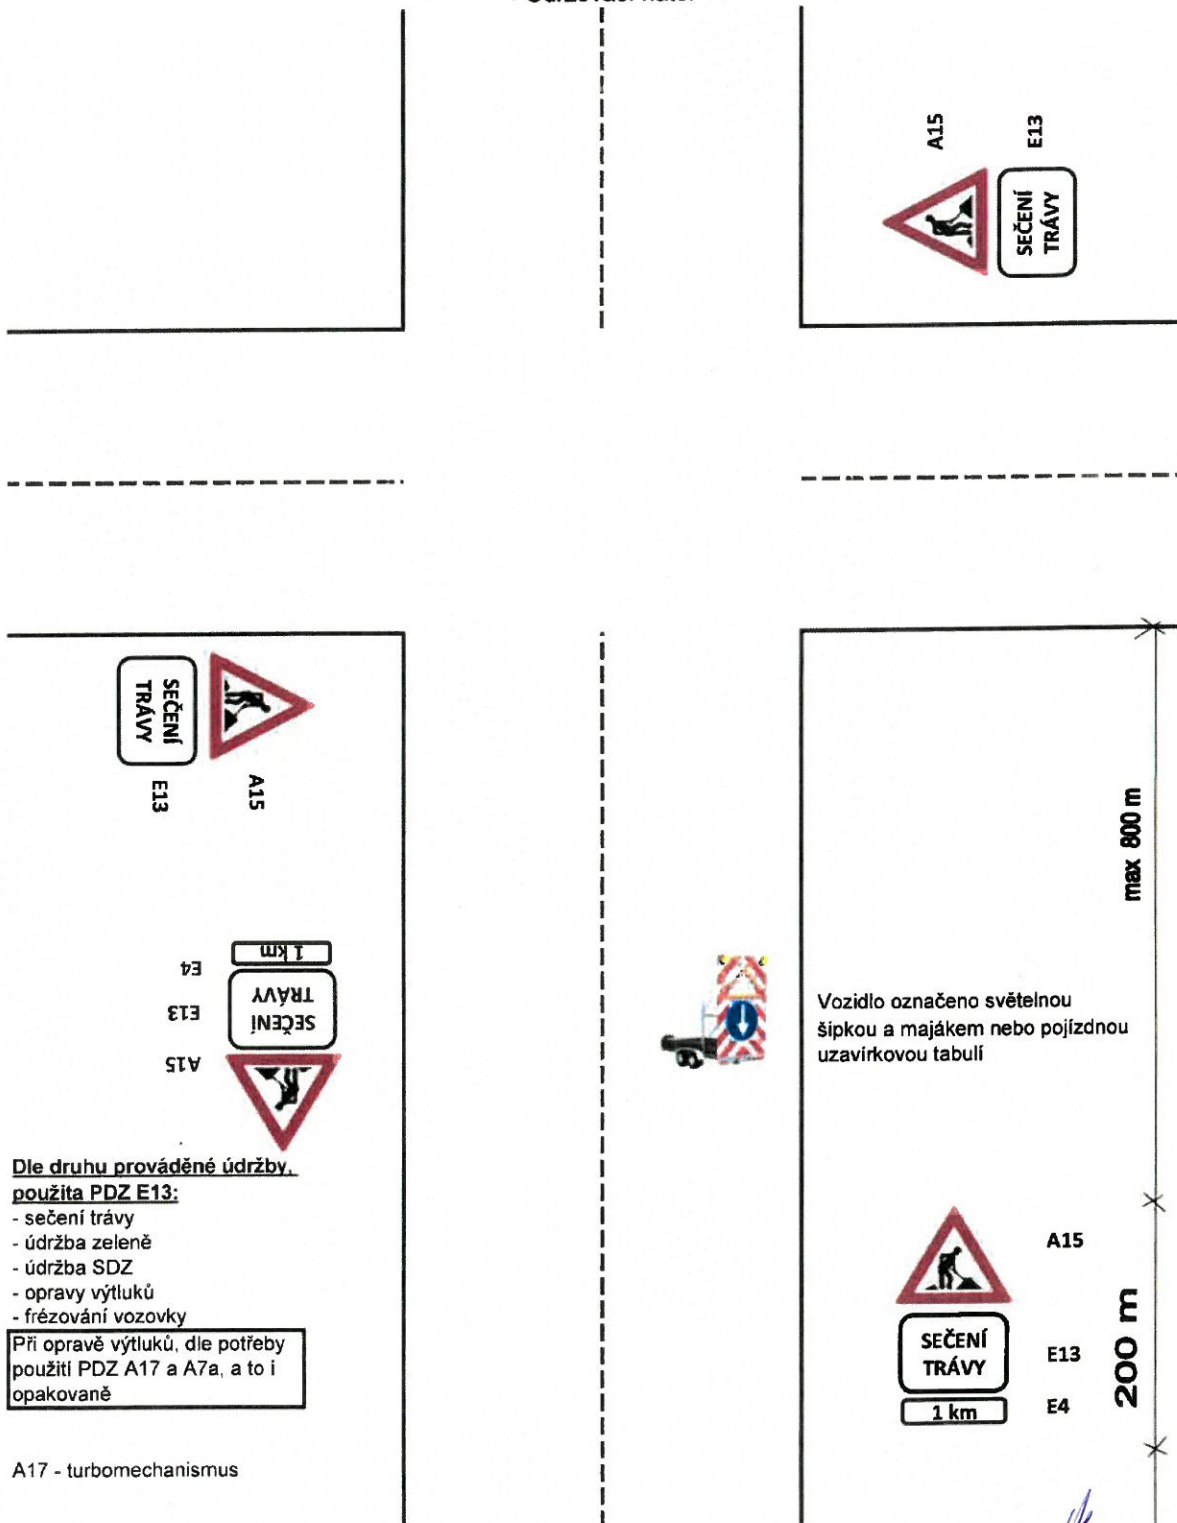 A15
E13
SEČENÍ
TRÁVY
SEČENÍ
TRÁVY
E13
A15
max 800 m
1 km
E4
SEČENÍ
TRÁVY
E13
A15
Vozidlo označeno světelnou
šipkou a majákem nebo pojízdnou
uzavírkovou tabulí
Dle druhu prováděné údržby,
použita PDZ E13:
- sečení trávy
- údržba zeleně
- údržba SDZ
- opravy výtluků
- frézování vozovky
Při opravě výtluků, dle potřeby
použití PDZ A17 a A7a, a to i
opakovaně
A17 - turbomechanismus
A15
SEČENÍ
TRÁVY
E13
1 km
E4
200 m